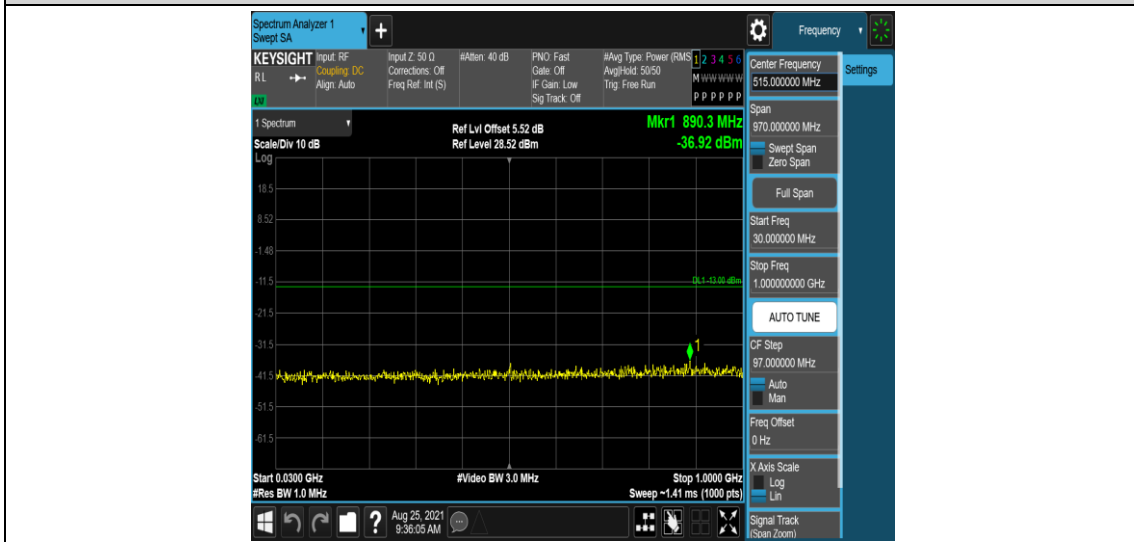 Spectrum Analyzer 1
Swept SA
+
Frequency
KEYSIGHT
RL
LXI
Input: RF
Coupling: DC
Align: Auto
Input Z: 50 Ω
Corrections: Off
Freq Ref: Int (S)
#Atten: 40 dB
PNO: Fast
Gate: Off
IF Gain: Low
Sig Track: Off
#Avg Type: Power (RMS
Avg|Hold: 50/50
Trig: Free Run
1 2 3 4 5 6
M W W W W W
P P P P P P
1 Spectrum
Scale/Div 10 dB
Log
Ref Lvl Offset 5.52 dB
Ref Level 28.52 dBm
Mkr1 890.3 MHz
-36.92 dBm
18.5
8.52
-1.48
-11.5
DL1 -13.00 dBm
-21.5
-31.5
1
-41.5
-51.5
-61.5
Start 0.0300 GHz
#Res BW 1.0 MHz
#Video BW 3.0 MHz
Stop 1.0000 GHz
Sweep ~1.41 ms (1000 pts)
?
Aug 25, 2021
9:36:05 AM
Center Frequency
515.000000 MHz
Settings
Span
970.000000 MHz
Swept Span
Zero Span
Full Span
Start Freq
30.000000 MHz
Stop Freq
1.000000000 GHz
AUTO TUNE
CF Step
97.000000 MHz
Auto
Man
Freq Offset
0 Hz
X Axis Scale
Log
Lin
Signal Track
(Span Zoom)